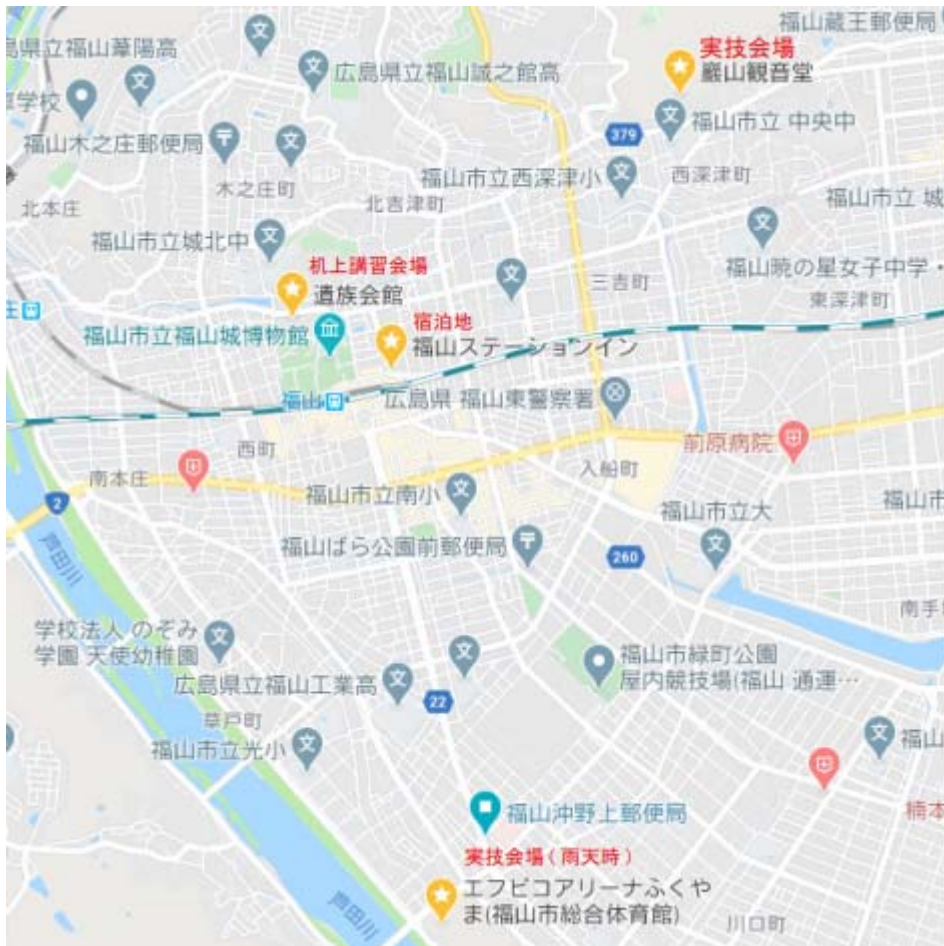 福山蔵王郵便局
島県立福山葦陽高
実技会場
巌山観音堂
広島県立福山誠之館高
学校
福山木之庄郵便局
379
福山市立 中央中
木之庄町
福山市立西深津小
西深津町
北本庄
北吉津町
福山市立 城
福山市立城北中
机上講習会場
遺族会館
三吉町
福山暁の星女子中学・
東深津町
庄
宿泊地
福山市立福山城博物館
福山ステーションイン
福山
広島県 福山東警察署
西町
前原病院
入船町
南本庄
2
福山市立南小
福山市
福山市立大
福山ばら公園前郵便局
260
芦田川
南手
学校法人 のぞみ
学園 天使幼稚園
福山市緑町公園
屋内競技場(福山 通運…
広島県立福山工業高
22
草戸町
福山市立光小
福山
福山沖野上郵便局
楠本
実技会場(雨天時)
エフピコアリーナふくや
ま(福山市総合体育館)
芦田川
川口町